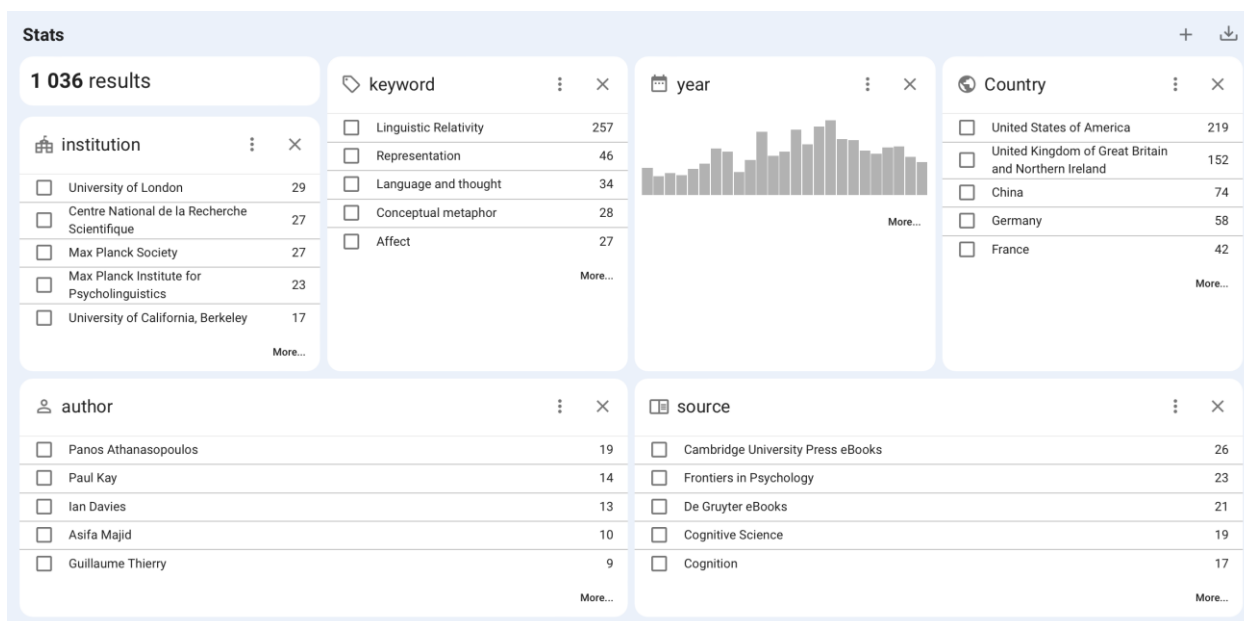 Stats
1 036 results
institution
University of London 29
Centre National de la Recherche
Scientifique 27
Max Planck Society 27
Max Planck Institute for
Psycholinguistics 23
University of California, Berkeley 17
More...
keyword
Linguistic Relativity 257
Representation 46
Language and thought 34
Conceptual metaphor 28
Affect 27
More...
year
More...
Country
United States of America 219
United Kingdom of Great Britain
and Northern Ireland 152
China 74
Germany 58
France 42
More...
author
Panos Athanasopoulos 19
Paul Kay 14
Ian Davies 13
Asifa Majid 10
Guillaume Thierry 9
More...
source
Cambridge University Press eBooks 26
Frontiers in Psychology 23
De Gruyter eBooks 21
Cognitive Science 19
Cognition 17
More...